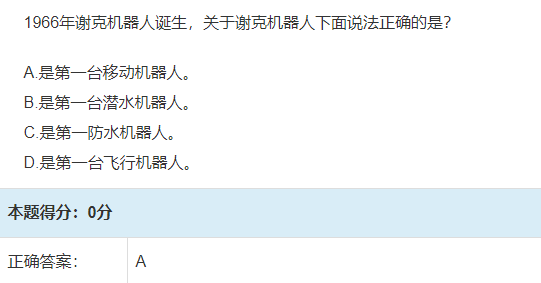 1966年谢克机器人诞生，关于谢克机器人下面说法正确的是？
A.是第一台移动机器人。
B.是第一台潜水机器人。
C.是第一防水机器人。
D.是第一台飞行机器人。
本题得分：0分
正确答案： A